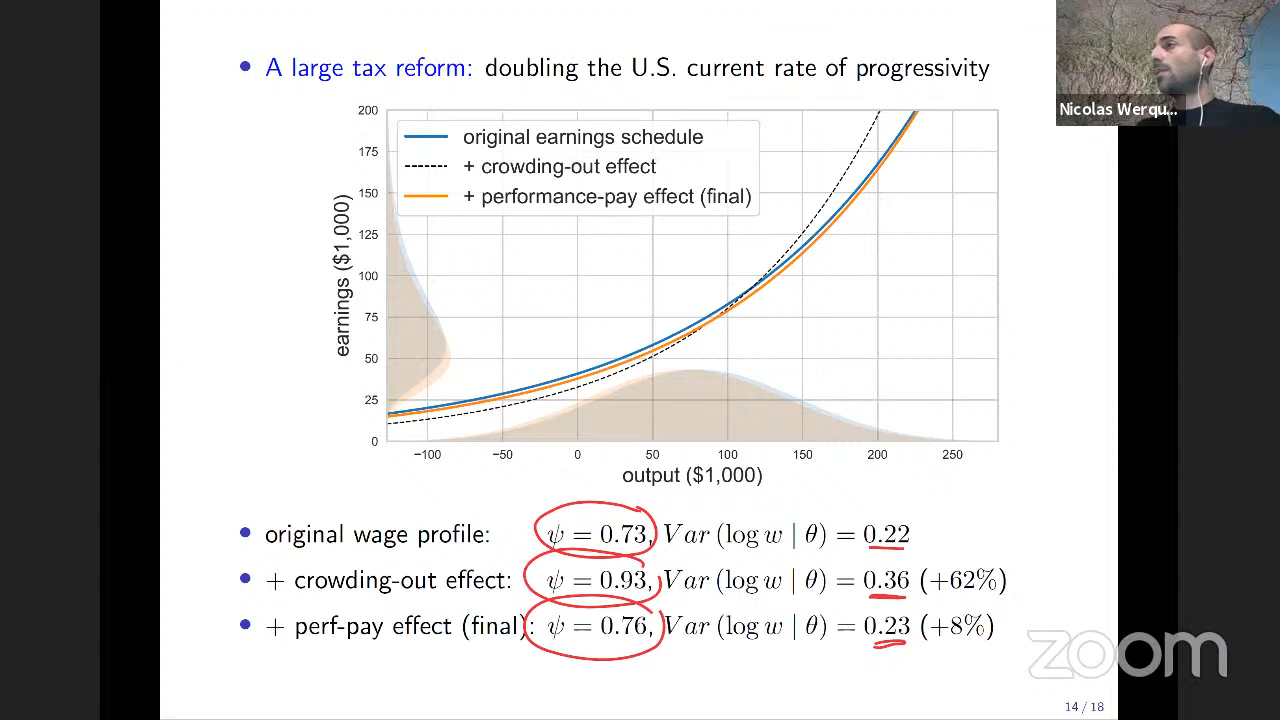 • A large tax reform: doubling the U.S. current rate of progressivity
Nicolas Werqu...
original earnings schedule
+ crowding-out effect
+ performance-pay effect (final)
earnings ($1,000)
200
175
150
125
100
75
50
25
0
−100 −50 0 50 100 150 200 250
output ($1,000)
• original wage profile: ψ = 0.73, Var (log w | θ) = 0.22
• + crowding-out effect: ψ = 0.93, Var (log w | θ) = 0.36 (+62%)
• + perf-pay effect (final): ψ = 0.76, Var (log w | θ) = 0.23 (+8%)
zoom
14 / 18